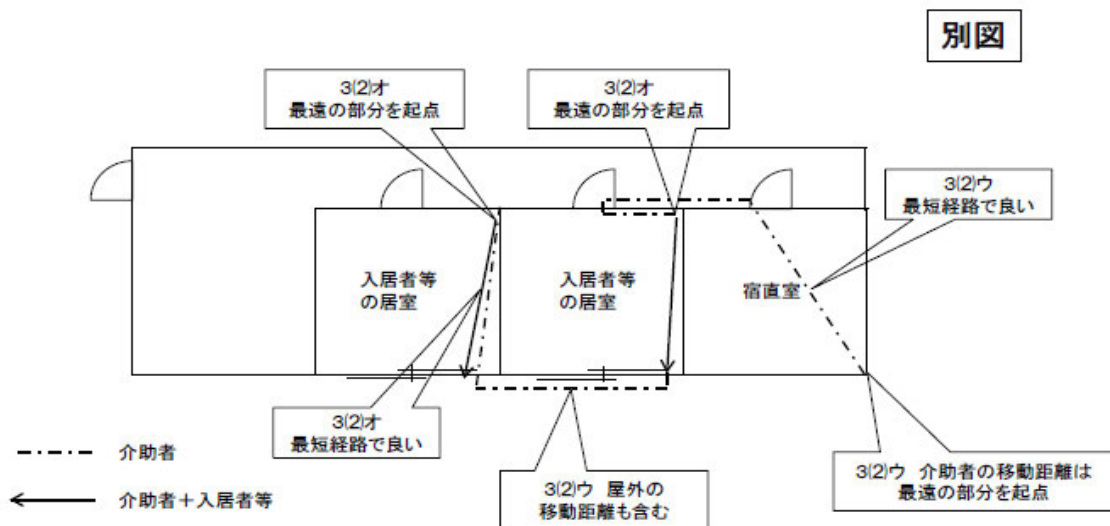 別図
3(2)オ
最遠の部分を起点
3(2)オ
最遠の部分を起点
3(2)ウ
最短経路で良い
入居者等
の居室
入居者等
の居室
宿直室
3(2)オ
最短経路で良い
介助者
介助者+入居者等
3(2)ウ 屋外の
移動距離も含む
3(2)ウ 介助者の移動距離は
最遠の部分を起点